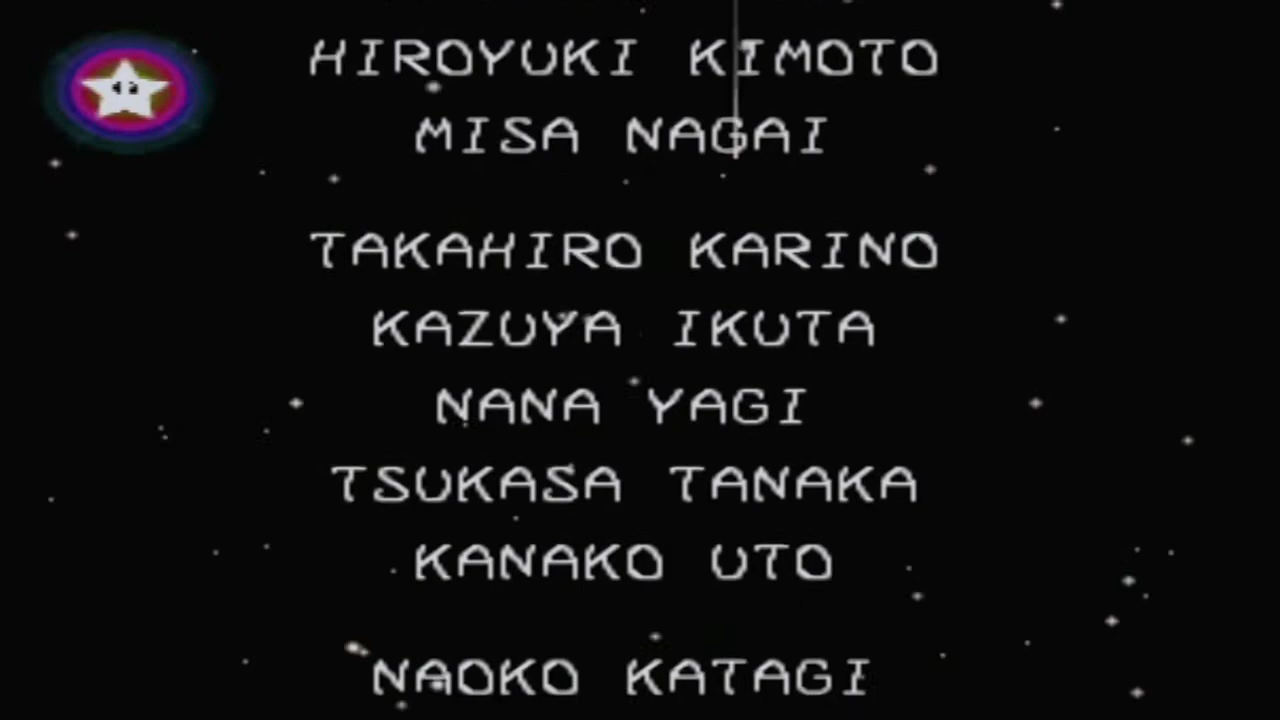 HIROYUKI KIMOTO
MISA NAGAI
TAKAHIRO KARINO
KAZUYA IKUTA
NANA YAGI
TSUKASA TANAKA
KANAKO UTO
NAOKO KATAGI